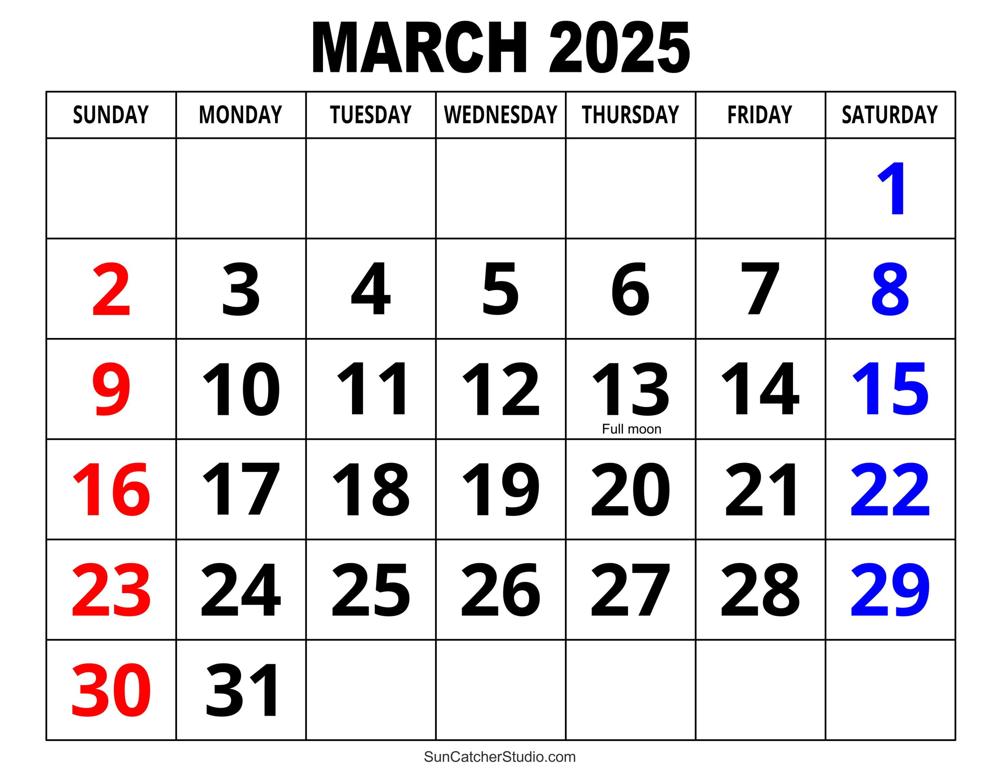 MARCH 2025
SUNDAY MONDAY TUESDAY WEDNESDAY THURSDAY FRIDAY SATURDAY
1
2 3 4 5 6 7 8
9 10 11 12 13 14 15
Full moon
16 17 18 19 20 21 22
23 24 25 26 27 28 29
30 31
SunCatcherStudio.com